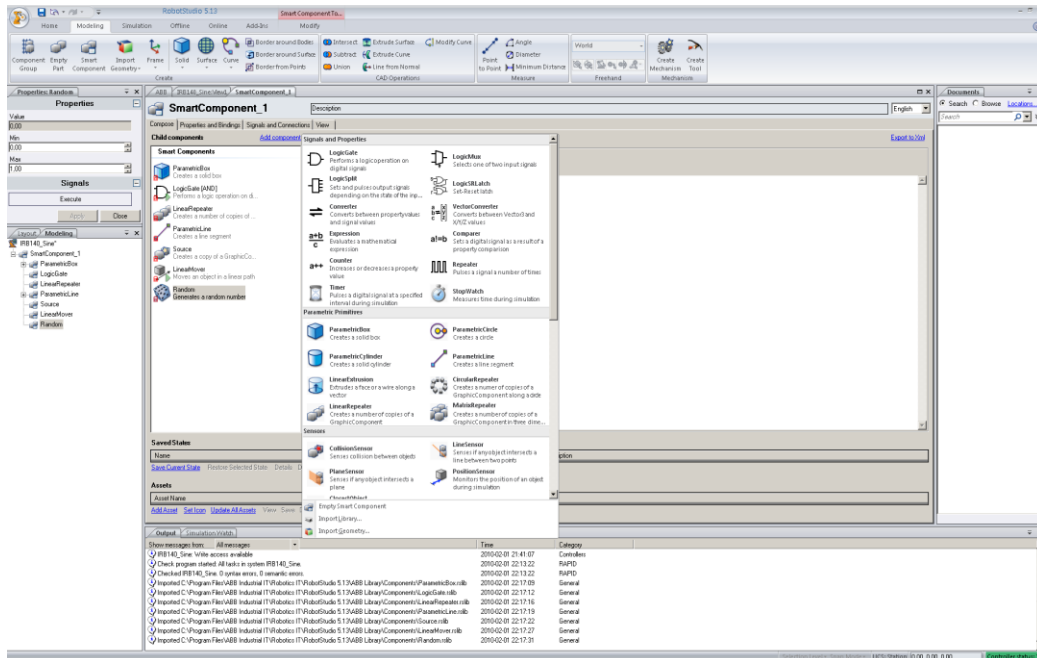 RobotStudio 5.13
Smart Component To...
Home Modeling Simulation Offline Online Add-Ins Modify
Component Group
Empty Part
Smart Component
Import Geometry
Frame
Solid
Surface
Curve
Border around Bodies
Border around Surface
Border from Points
Create
Intersect
Subtract
Union
Extrude Surface
Extrude Curve
Line from Normal
Modify Curve
CAD Operations
Point to Point
Angle
Diameter
Minimum Distance
Measure
World
Freehand
Create Mechanism
Create Tool
Mechanism
Properties: Random
Properties
Value
0,00
Min
0,00
Max
1,00
Signals
Execute
Apply Close
Layout Modeling
IRB140_Sine*
SmartComponent_1
ParametricBox
LogicGate
LinearRepeater
ParametricLine
Source
LinearMover
Random
ABB IRB140_Sine:View1 SmartComponent_1
SmartComponent_1
Description
English
Compose Properties and Bindings Signals and Connections View
Child components
Add component
Export to Xml
Smart Components
ParametricBox
Creates a solid box
LogicGate [AND]
Performs a logic operation on di...
LinearRepeater
Creates a number of copies of ...
ParametricLine
Creates a line segment
Source
Creates a copy of a GraphicCo...
LinearMover
Moves an object in a linear path
Random
Generates a random number
Saved States
Name
Save Current State Restore Selected State Details
Assets
Asset Name
Add Asset Set Icon Update All Assets View Save
Signals and Properties
LogicGate
Performs a logic operation on
digital signals
LogicMux
Selects one of two input signals
LogicSpM
Sets and pulses output signals
depending on the state of the inp...
LogicSRLatch
Set-Reset latch
Converter
Converts between property values
and signal values
VectorConverter
Converts between Vector3 and
X/Y/Z values
Expression
Evaluates a mathematical
expression
Comparer
Sets a digital signal as a result of a
property comparison
Counter
Increases or decreases a property
value
Repeater
Pulses a signal a number of times
Timer
Pulses a digital signal at a specified
interval during simulation
StopWatch
Measures time during simulation
Parametric Primitives
ParametricBox
Creates a solid box
ParametricCircle
Creates a circle
ParametricCylinder
Creates a solid cylinder
ParametricLine
Creates a line segment
LinearExtrusion
Extrudes a face or a wire along a
vector
CircularRepeater
Creates a numer of copies of a
GraphicComponent along a circle
LinearRepeater
Creates a number of copies of a
GraphicComponent
MatrixRepeater
Creates a number of copies of a
GraphicComponent in three dime...
Sensors
CollisionSensor
Senses collision between objects
LineSensor
Senses if any object intersects a
line between two points
PlaneSensor
Senses if any object intersects a
plane
PositionSensor
Monitors the position of an object
during simulation
ClosestObject
Empty Smart Component
Import Library...
Import Geometry...
Documents
Search Browse Locations...
Search
Output Simulation Watch
Show messages from: All messages Time Category
IRB140_Sine: Write access available 2010-02-01 21:41:07 Controllers
Check program started: All tasks in system IRB140_Sine. 2010-02-01 22:13:22 RAPID
Checked IRB140_Sine: 0 syntax errors, 0 semantic errors. 2010-02-01 22:13:22 RAPID
Imported C:\Program Files\ABB Industrial IT\Robotics IT\RobotStudio 5.13\ABB Library\Components\ParametricBox.rslib 2010-02-01 22:17:09 General
Imported C:\Program Files\ABB Industrial IT\Robotics IT\RobotStudio 5.13\ABB Library\Components\LogicGate.rslib 2010-02-01 22:17:12 General
Imported C:\Program Files\ABB Industrial IT\Robotics IT\RobotStudio 5.13\ABB Library\Components\LinearRepeater.rslib 2010-02-01 22:17:16 General
Imported C:\Program Files\ABB Industrial IT\Robotics IT\RobotStudio 5.13\ABB Library\Components\ParametricLine.rslib 2010-02-01 22:17:19 General
Imported C:\Program Files\ABB Industrial IT\Robotics IT\RobotStudio 5.13\ABB Library\Components\Source.rslib 2010-02-01 22:17:22 General
Imported C:\Program Files\ABB Industrial IT\Robotics IT\RobotStudio 5.13\ABB Library\Components\LinearMover.rslib 2010-02-01 22:17:27 General
Imported C:\Program Files\ABB Industrial IT\Robotics IT\RobotStudio 5.13\ABB Library\Components\Random.rslib 2010-02-01 22:17:31 General
Controller status